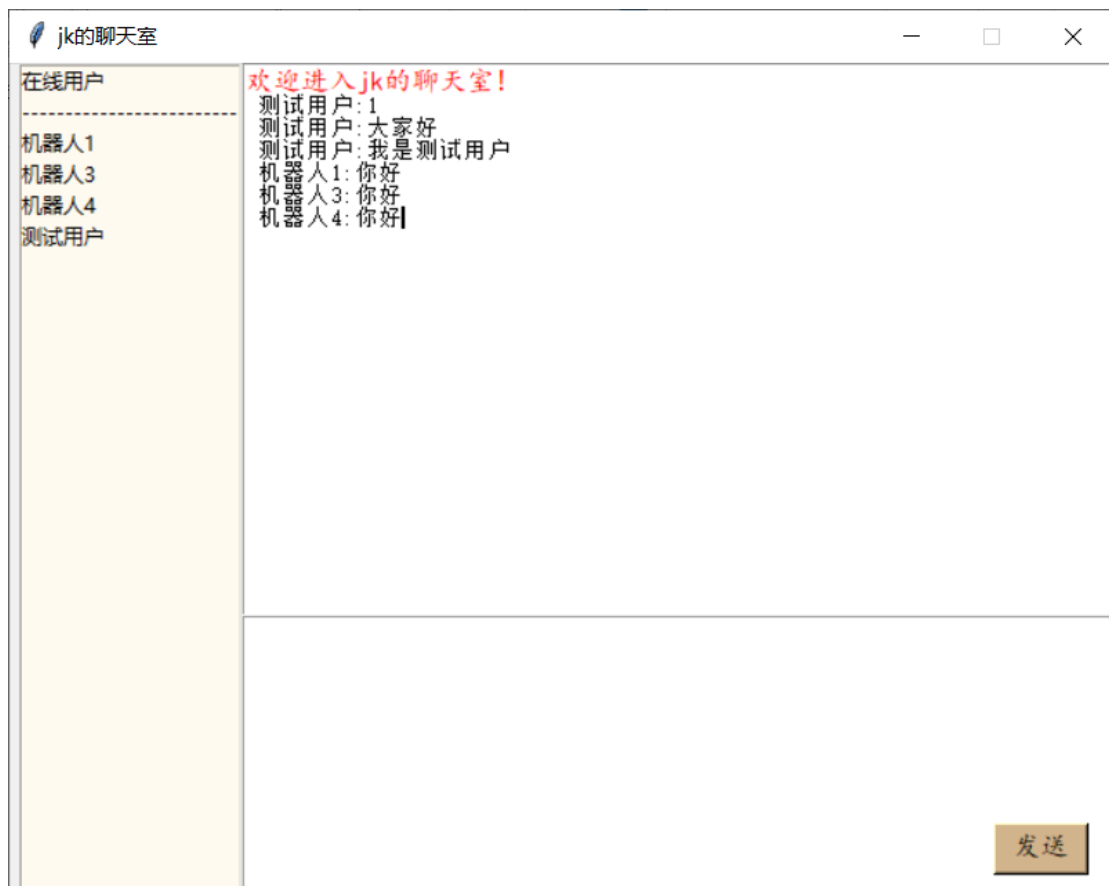 jk的聊天室
在线用户
------------------------
机器人1
机器人3
机器人4
测试用户
欢迎进入jk的聊天室!
测试用户:1
测试用户:大家好
测试用户:我是测试用户
机器人1:你好
机器人3:你好
机器人4:你好
发送